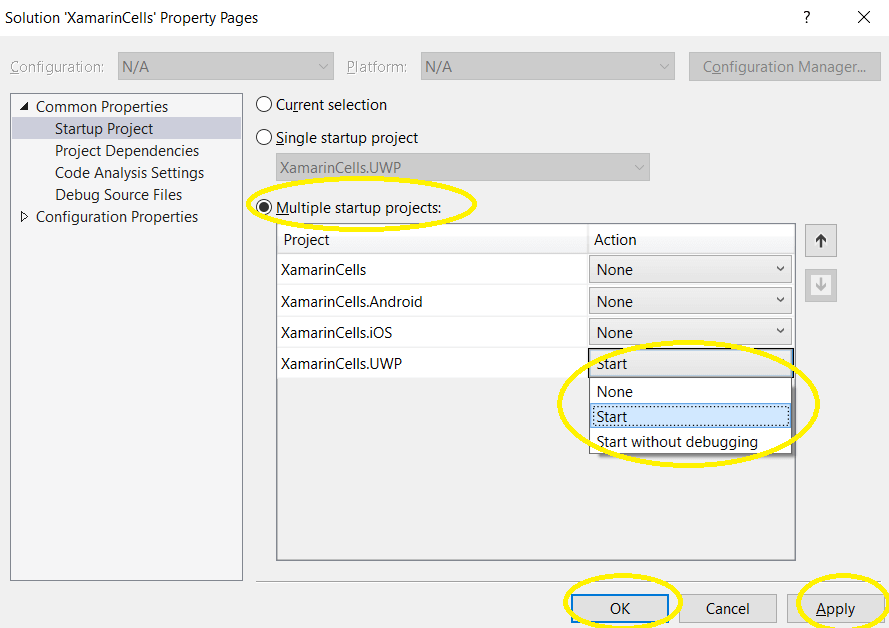 Solution 'XamarinCells' Property Pages ?
Configuration: N/A Platform: N/A Configuration Manager...
Common Properties
Startup Project
Project Dependencies
Code Analysis Settings
Debug Source Files
Configuration Properties
Current selection
Single startup project
XamarinCells.UWP
Multiple startup projects:
Project Action
XamarinCells None
XamarinCells.Android None
XamarinCells.iOS None
XamarinCells.UWP Start
None
Start
Start without debugging
OK Cancel Apply